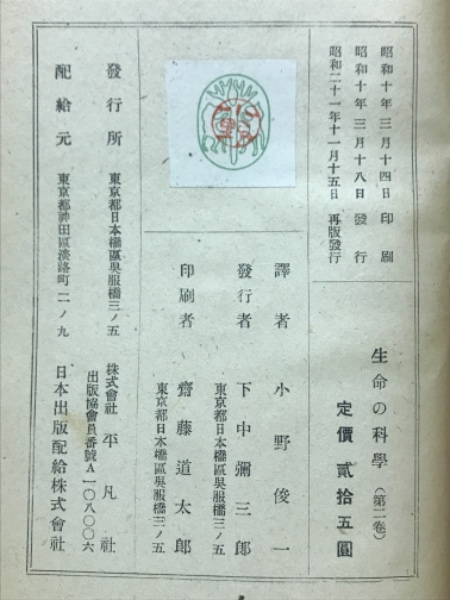 昭和十年三月十四日印刷
昭和十年三月十八日發行
昭和二十一年十一月十五日再版發行
生命の科學(第二卷)
定價貳拾五圓
譯者 小野俊一
發行者 下中彌三郎
東京都日本橋區吳服橋三ノ五
印刷者 齋藤道太郎
東京都日本橋區吳服橋三ノ五
發行所 東京都日本橋區吳服橋三ノ五
株式會社平凡社
出版協會員番號A一〇八〇〇六
配給元 東京都神田區淡路町二ノ九
日本出版配給株式會社